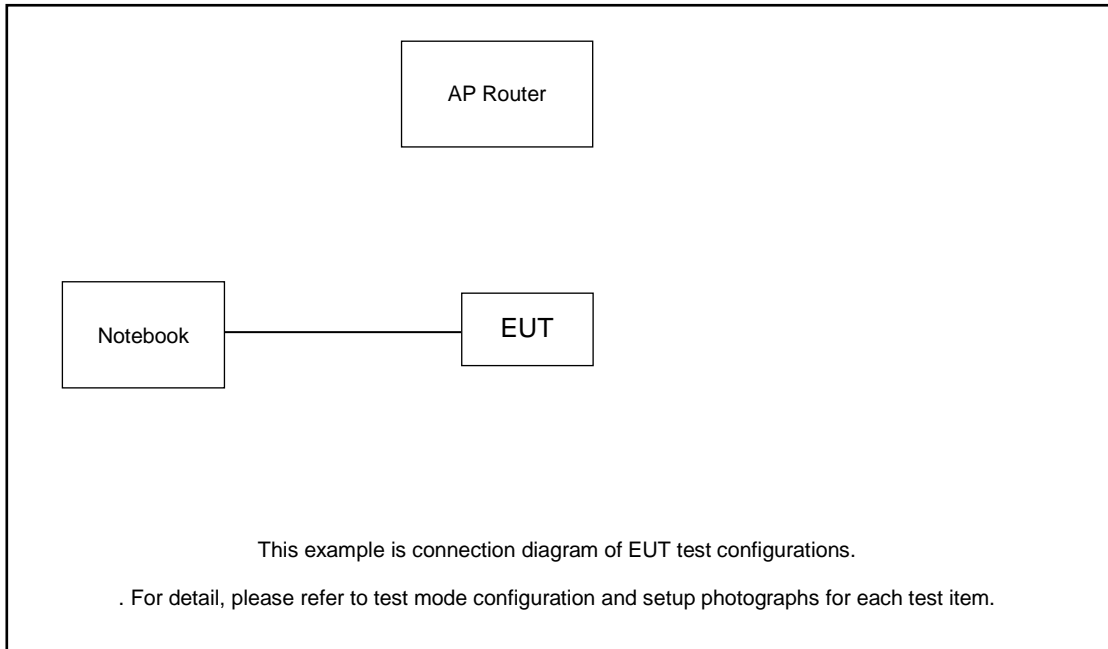 AP Router
Notebook
EUT
This example is connection diagram of EUT test configurations.
. For detail, please refer to test mode configuration and setup photographs for each test item.